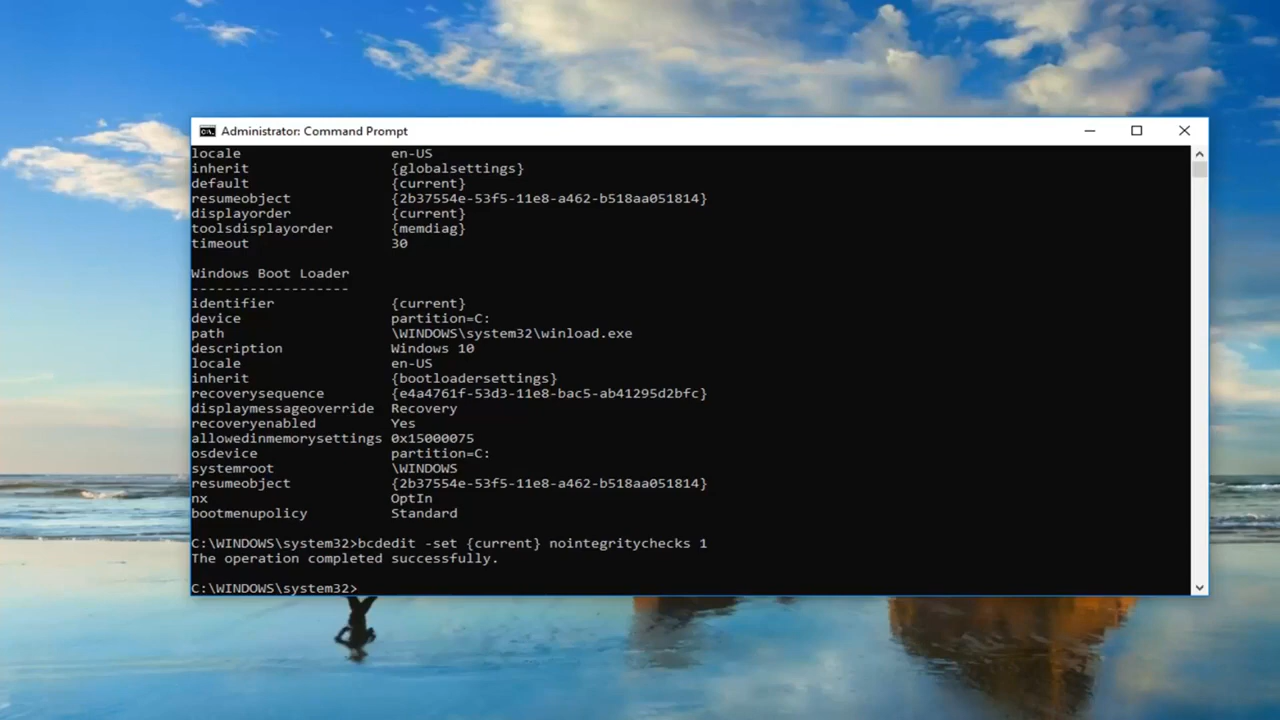 Administrator: Command Prompt
locale en-US
inherit {globalsettings}
default {current}
resumeobject {2b37554e-53f5-11e8-a462-b518aa051814}
displayorder {current}
toolsdisplayorder {memdiag}
timeout 30
Windows Boot Loader
-------------------
identifier {current}
device partition=C:
path \WINDOWS\system32\winload.exe
description Windows 10
locale en-US
inherit {bootloadersettings}
recoverysequence {e4a4761f-53d3-11e8-bac5-ab41295d2bfc}
displaymessageoverride Recovery
recoveryenabled Yes
allowedinmemorysettings 0x15000075
osdevice partition=C:
systemroot \WINDOWS
resumeobject {2b37554e-53f5-11e8-a462-b518aa051814}
nx OptIn
bootmenupolicy Standard
C:\WINDOWS\system32>bcdedit -set {current} nointegritychecks 1
The operation completed successfully.
C:\WINDOWS\system32>